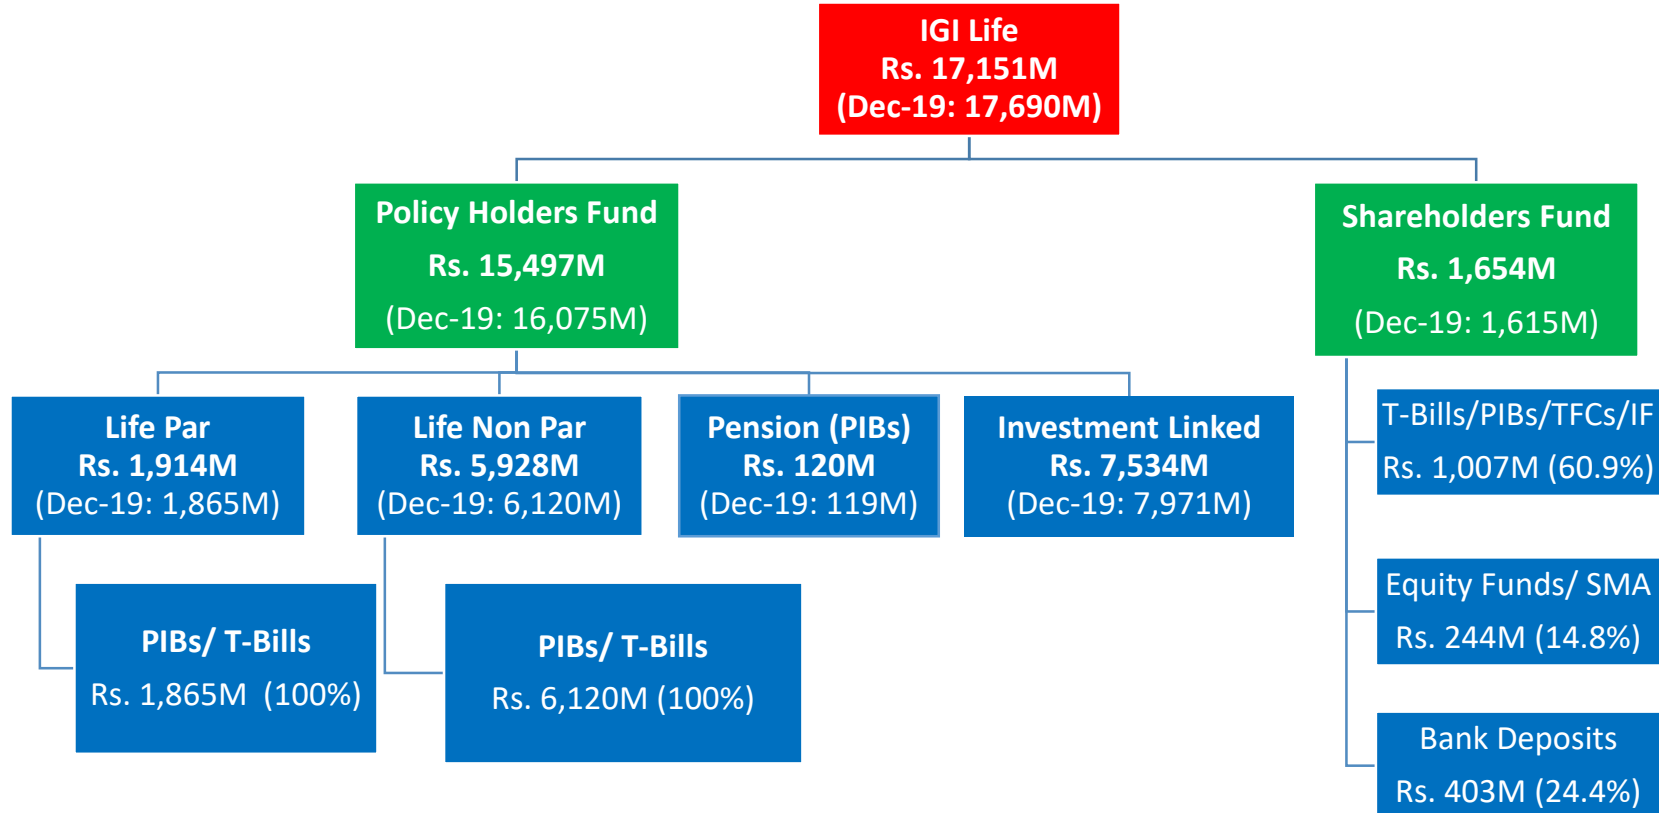 IGI Life
Rs. 17,151M
(Dec-19: 17,690M)
Policy Holders Fund
Rs. 15,497M
(Dec-19: 16,075M)
Shareholders Fund
Rs. 1,654M
(Dec-19: 1,615M)
Life Par
Rs. 1,914M
(Dec-19: 1,865M)
Life Non Par
Rs. 5,928M
(Dec-19: 6,120M)
Pension (PIBs)
Rs. 120M
(Dec-19: 119M)
Investment Linked
Rs. 7,534M
(Dec-19: 7,971M)
PIBs/ T-Bills
Rs. 1,865M (100%)
PIBs/ T-Bills
Rs. 6,120M (100%)
T-Bills/PIBs/TFCs/IF
Rs. 1,007M (60.9%)
Equity Funds/ SMA
Rs. 244M (14.8%)
Bank Deposits
Rs. 403M (24.4%)